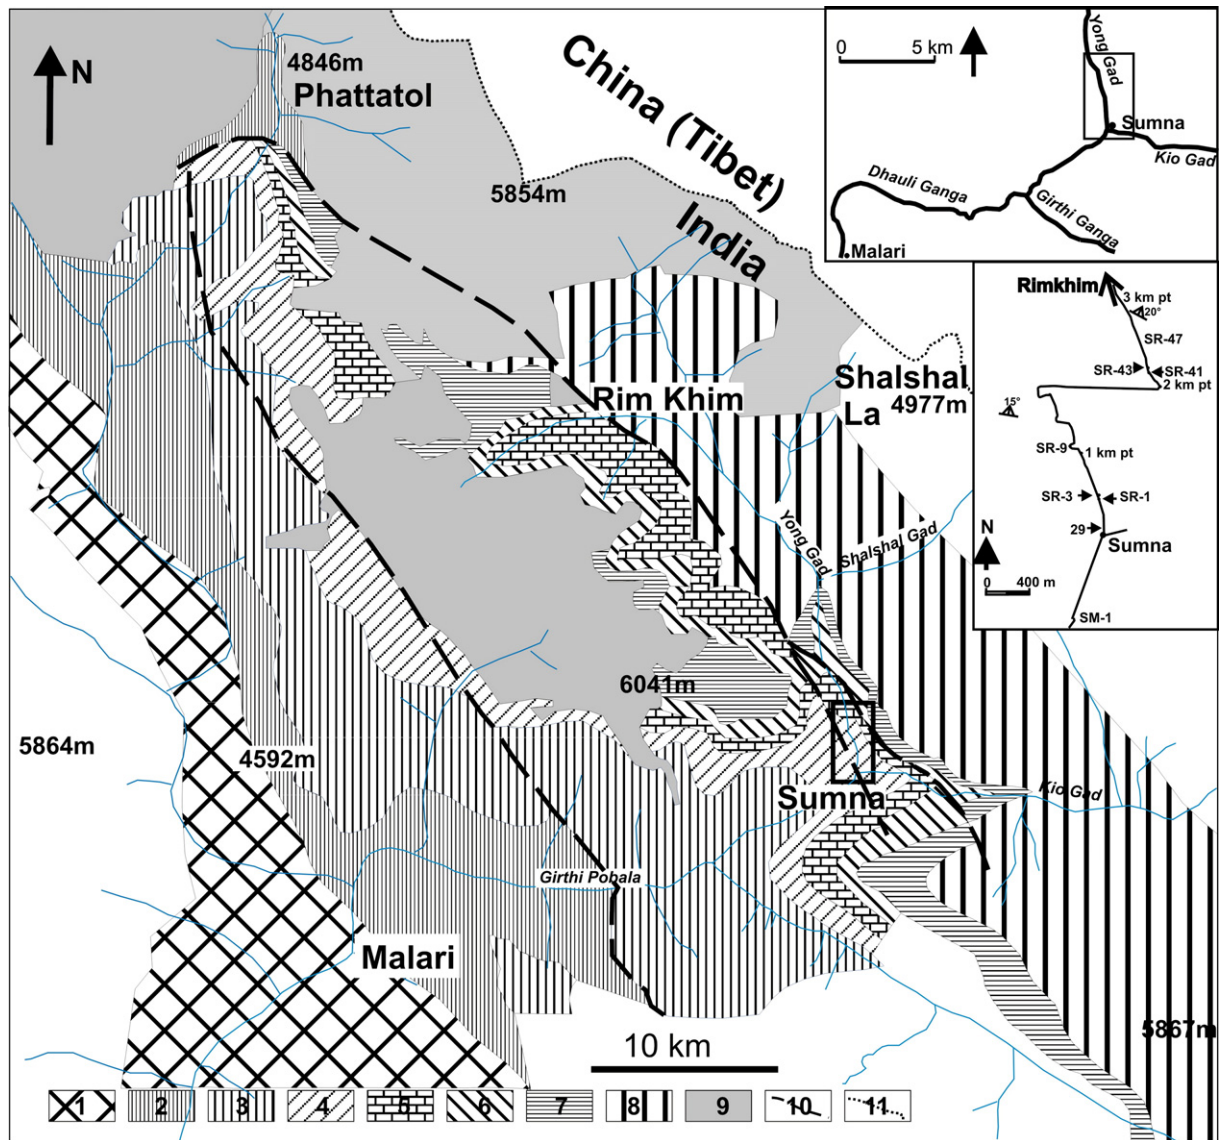 N
4846m
Phattatol
China (Tibet)
India
5854m
Rim Khim
Shalshal
La 4977m
Yong Gad
Shalshal Gad
6041m
5864m
4592m
Sumna
Kio Gad
Girthi Pobala
Malari
5867m
10 km
1 2 3 4 5 6 7 8 9 10 11
0 5 km
Yong Gad
Sumna
Kio Gad
Dhauli Ganga
Girthi Ganga
Malari
Rimkhim
3 km pt
20°
SR-47
SR-43 SR-41
2 km pt
15°
SR-9 1 km pt
SR-3 SR-1
29
N
Sumna
0 400 m
SM-1